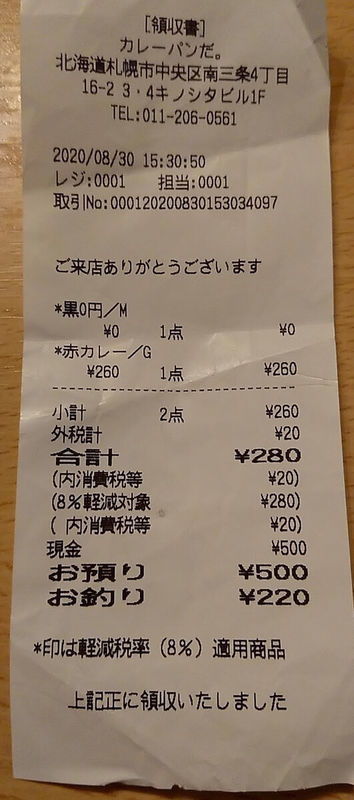 [領収書]
カレーパンだ。
北海道札幌市中央区南三条4丁目
16-2 3・4キノシタビル1F
TEL:011-206-0561
2020/08/30 15:30:50
レジ:0001 担当:0001
取引No:000120200830153034097
ご来店ありがとうございます
*黒0円/M
¥0 1点 ¥0
*赤カレー/G
¥260 1点 ¥260
小計 2点 ¥260
外税計 ¥20
合計 ¥280
(内消費税等 ¥20)
(8%軽減対象 ¥280)
( 内消費税等 ¥20)
現金 ¥500
お預り ¥500
お釣り ¥220
*印は軽減税率(8%)適用商品
上記正に領収いたしました